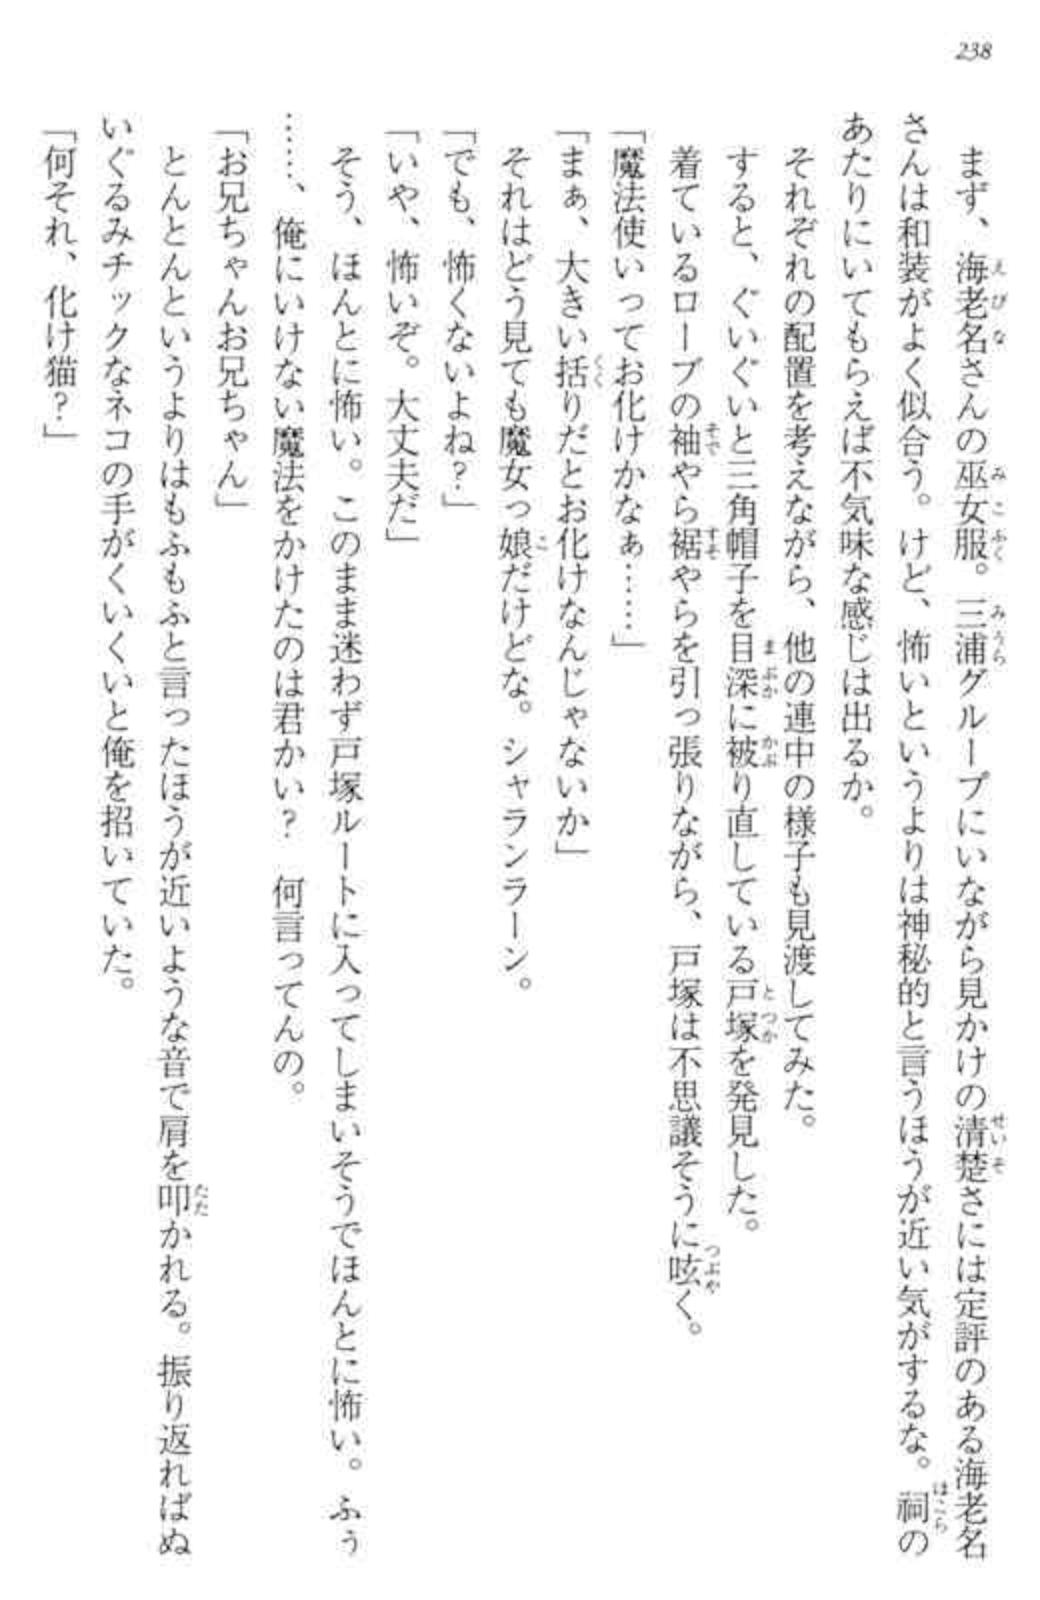 238
まず、海老名さんの巫女服。三浦グループにいながら見かけの清楚さには定評のある海老名
さんは和装がよく似合う。けど、怖いというよりは神秘的と言うほうが近い気がするな。祠の
あたりにいてもらえば不気味な感じは出るか。
それぞれの配置を考えながら、他の連中の様子も見渡してみた。
すると、ぐいぐいと三角帽子を目深に被り直している戸塚を発見した。
着ているローブの袖やら裾やらを引っ張りながら、戸塚は不思議そうに呟く。
「魔法使いってお化けかなぁ……」
「まぁ、大きい括りだとお化けなんじゃないか」
それはどう見ても魔女っ娘だけどな。シャランラーン。
「でも、怖くないよね?」
「いや、怖いぞ。大丈夫だ」
そう、ほんとに怖い。このまま迷わず戸塚ルートに入ってしまいそうでほんとに怖い。ふぅ
……、俺にいけない魔法をかけたのは君かい? 何言ってんの。
「お兄ちゃんお兄ちゃん」
とんとんというよりはもふもふと言ったほうが近いような音で肩を叩かれる。振り返ればぬ
いぐるみチックなネコの手がくいくいと俺を招いていた。
「何それ、化け猫?」